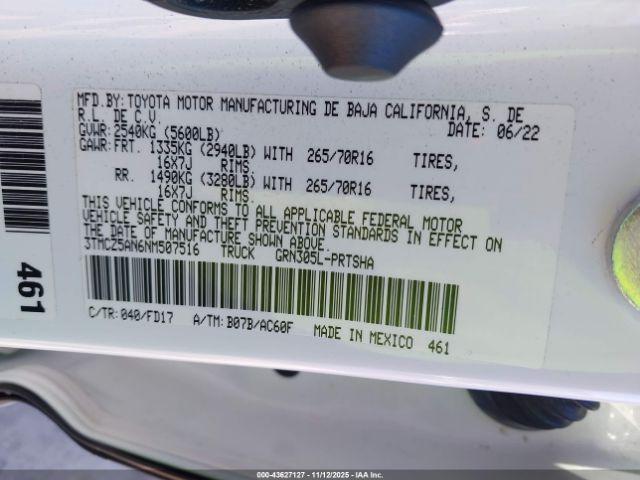 MFD.BY:TOYOTA MOTOR MANUFACTURING DE BAJA CALIFORNIA, S. DE
R.L. DE C.V. DATE: 06/22
GVWR:2540KG (5600LB)
GAWR:FRT. 1335KG (2940LB) WITH 265/70R16 TIRES,
16X7J RIMS.
RR. 1490KG (3280LB) WITH 265/70R16 TIRES,
16X7J RIMS.
THIS VEHICLE CONFORMS TO ALL APPLICABLE FEDERAL MOTOR
VEHICLE SAFETY AND THEFT PREVENTION STANDARDS IN EFFECT ON
THE DATE OF MANUFACTURE SHOWN ABOVE.
3TMCZ5AN6NM507516 TRUCK GRN305L-PRTSHA
C/TR:040/FD17 A/TM:B07B/AC60F MADE IN MEXICO 461
461
000-43627127 - 11/12/2025 - IAAI.CA